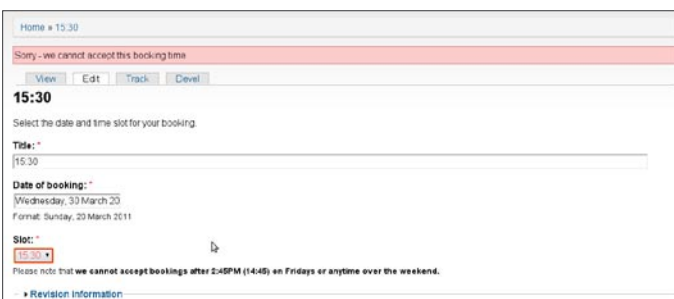 Home » 15:30
Sorry - we cannot accept this booking time
View Edit Track Devel
15:30
Select the date and time slot for your booking.
Title: *
15:30
Date of booking: *
Wednesday, 30 March 20
Format: Sunday, 20 March 2011
Slot: *
15:30
Please note that we cannot accept bookings after 2:45PM (14:45) on Fridays or anytime over the weekend.
Revision information